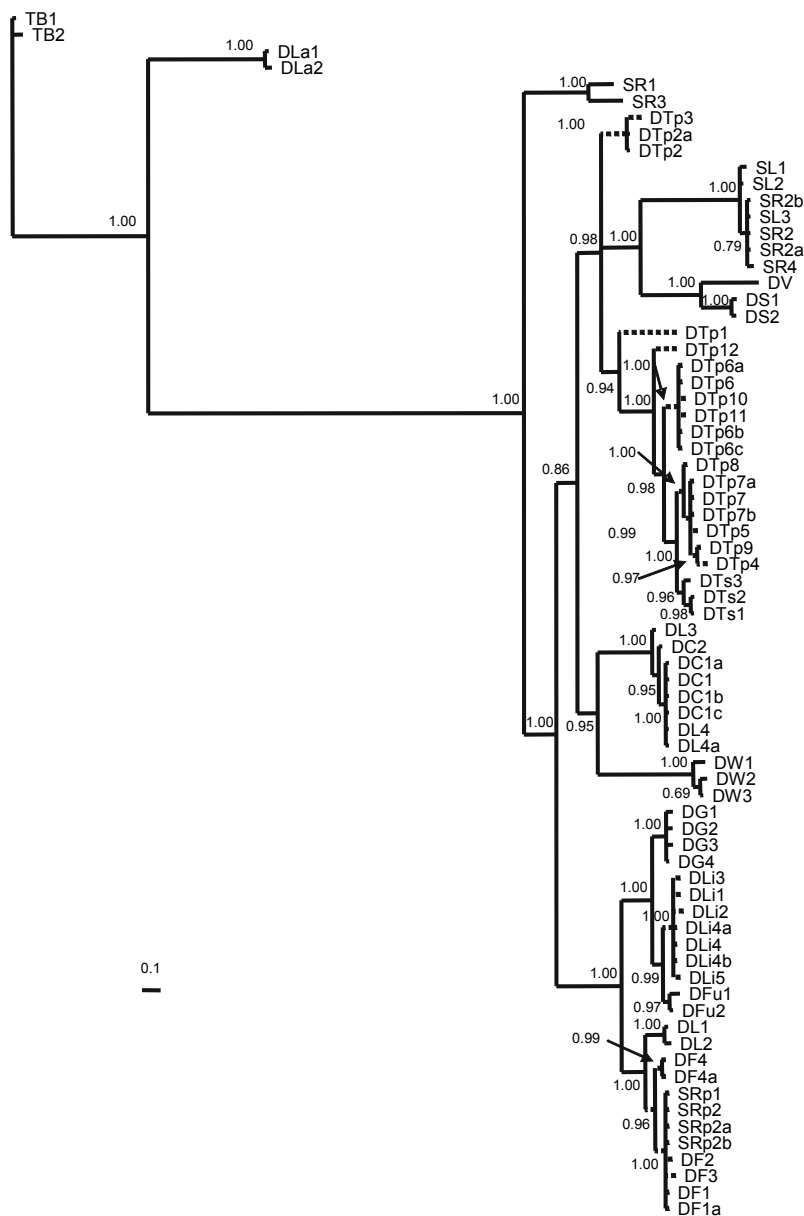 TB1
TB2
1.00
DLa1
DLa2
1.00
SR1
SR3
1.00
DTp3
DTp2a
DTp2
SL1
1.00
SL2
SR2b
SL3
1.00
0.98
1.00
SR2
0.79
SR2a
SR4
1.00
DV
1.00
DS1
DS2
DTp1
DTp12
1.00
DTp6a
0.94
DTp6
1.00
1.00
DTp10
DTp11
DTp6b
1.00
DTp6c
0.86
DTp8
0.98
DTp7a
DTp7
DTp7b
0.99
DTp5
1.00
DTp9
0.97
DTp4
DTs3
0.96
DTs2
0.98
DTs1
DL3
1.00
DC2
DC1a
0.95
DC1
DC1b
1.00
DC1c
1.00
0.95
DL4
DL4a
1.00
DW1
DW2
0.69
DW3
DG1
1.00
DG2
DG3
DG4
DLi3
1.00
DLi1
1.00
DLi2
DLi4a
DLi4
0.1
DLi4b
1.00
0.99
DLi5
DFu1
0.97
DFu2
1.00
DL1
0.99
DL2
DF4
1.00
DF4a
SRp1
SRp2
0.96
SRp2a
SRp2b
1.00
DF2
DF3
DF1
DF1a